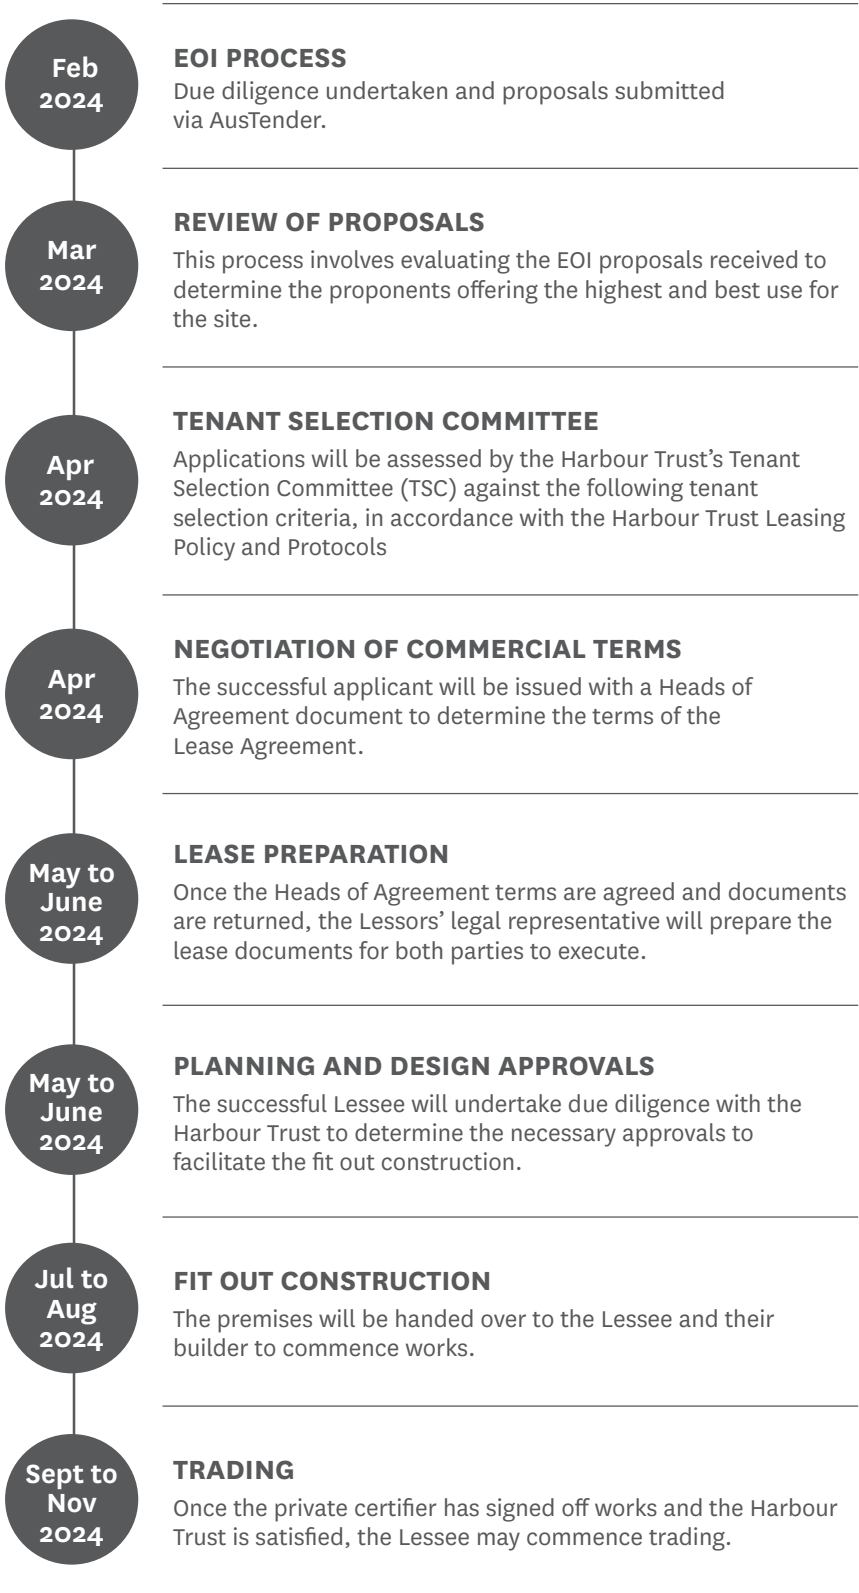 Feb
2024
EOI PROCESS
Due diligence undertaken and proposals submitted
via AusTender.
Mar
2024
REVIEW OF PROPOSALS
This process involves evaluating the EOI proposals received to
determine the proponents offering the highest and best use for
the site.
Apr
2024
TENANT SELECTION COMMITTEE
Applications will be assessed by the Harbour Trust’s Tenant
Selection Committee (TSC) against the following tenant
selection criteria, in accordance with the Harbour Trust Leasing
Policy and Protocols
Apr
2024
NEGOTIATION OF COMMERCIAL TERMS
The successful applicant will be issued with a Heads of
Agreement document to determine the terms of the
Lease Agreement.
May to
June
2024
LEASE PREPARATION
Once the Heads of Agreement terms are agreed and documents
are returned, the Lessors’ legal representative will prepare the
lease documents for both parties to execute.
May to
June
2024
PLANNING AND DESIGN APPROVALS
The successful Lessee will undertake due diligence with the
Harbour Trust to determine the necessary approvals to
facilitate the fit out construction.
Jul to
Aug
2024
FIT OUT CONSTRUCTION
The premises will be handed over to the Lessee and their
builder to commence works.
Sept to
Nov
2024
TRADING
Once the private certifier has signed off works and the Harbour
Trust is satisfied, the Lessee may commence trading.